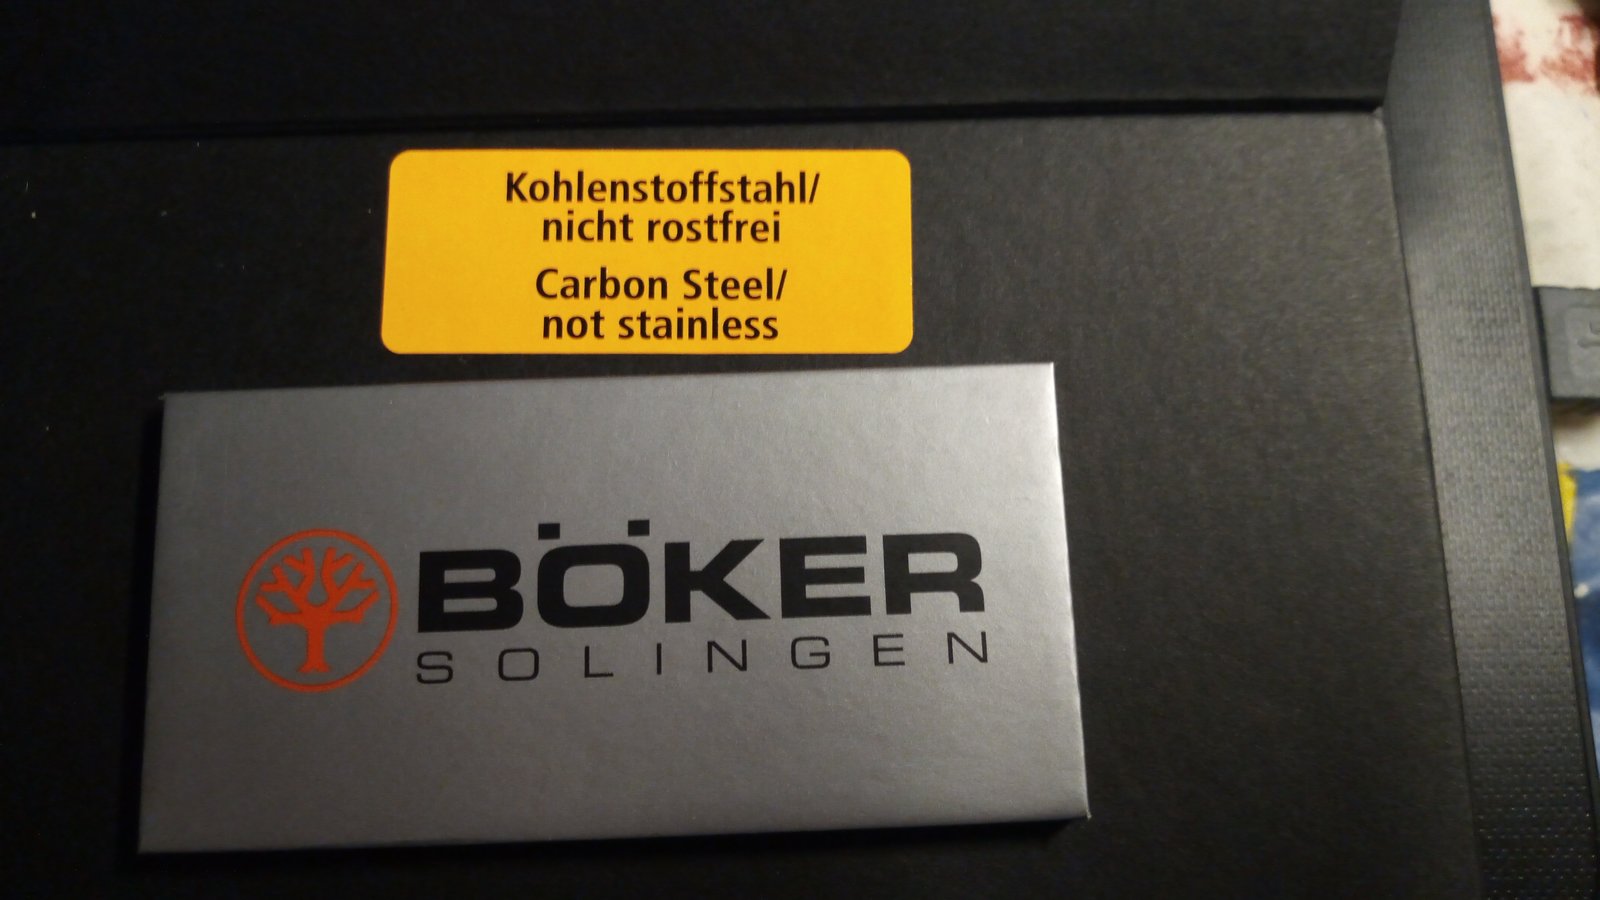 Kohlenstoffstahl/
nicht rostfrei
Carbon Steel/
not stainless
BÖKER
SOLINGEN